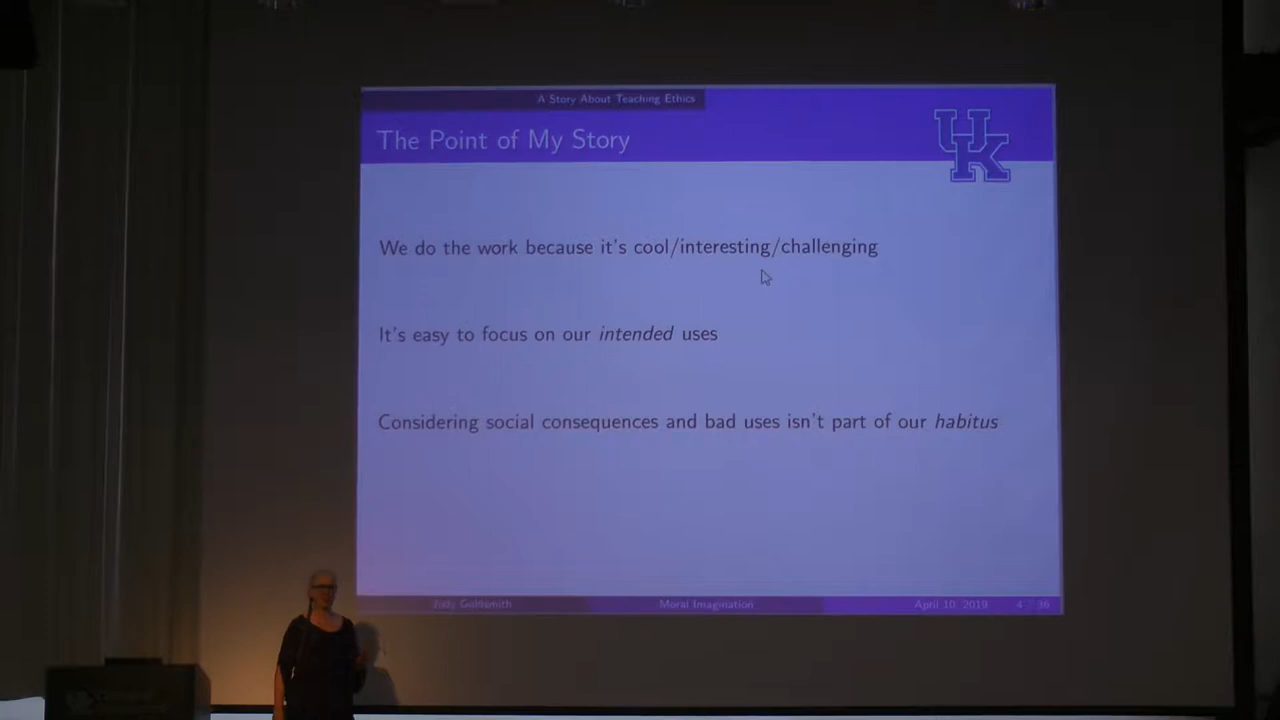 A Story About Teaching Ethics
The Point of My Story
UK
We do the work because it's cool/interesting/challenging
It's easy to focus on our intended uses
Considering social consequences and bad uses isn't part of our habitus
Judy Goldsmith Moral Imagination April 10, 2019 4 / 36